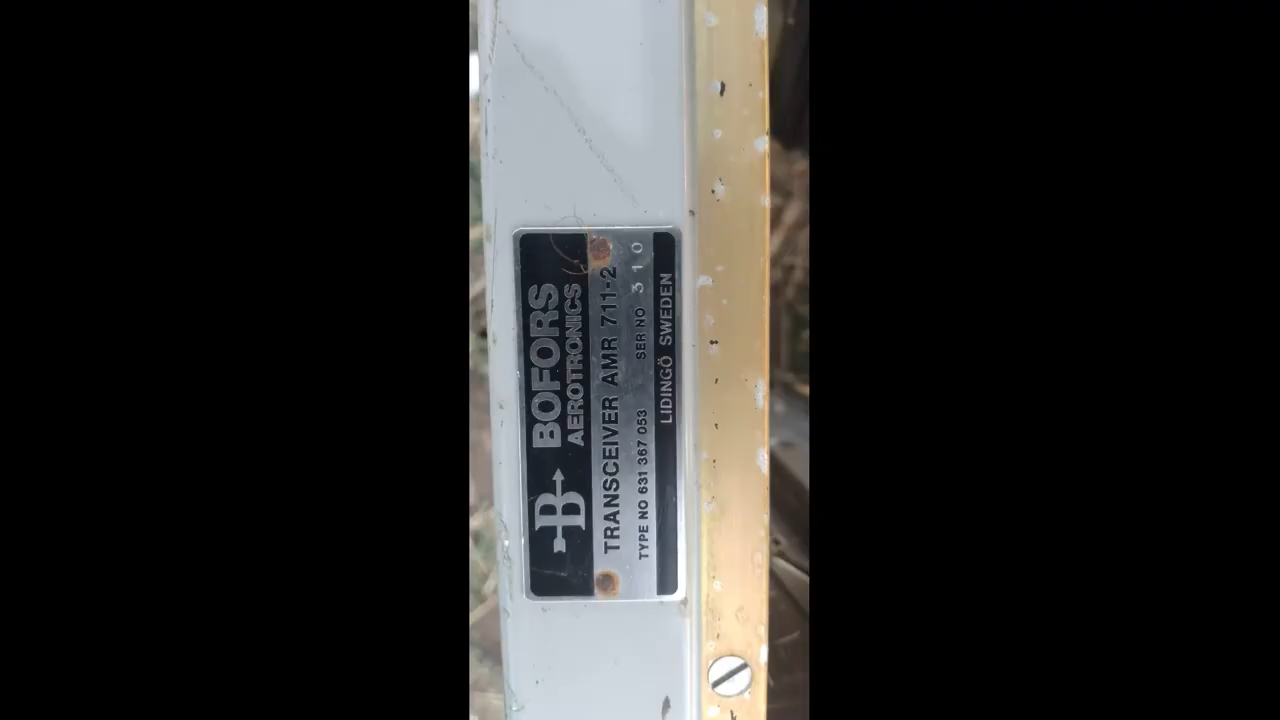 B BOFORS
AEROTRONICS
TRANSCEIVER AMR 711-2
TYPE NO 631 367 053 SER NO 310
LIDINGÖ SWEDEN